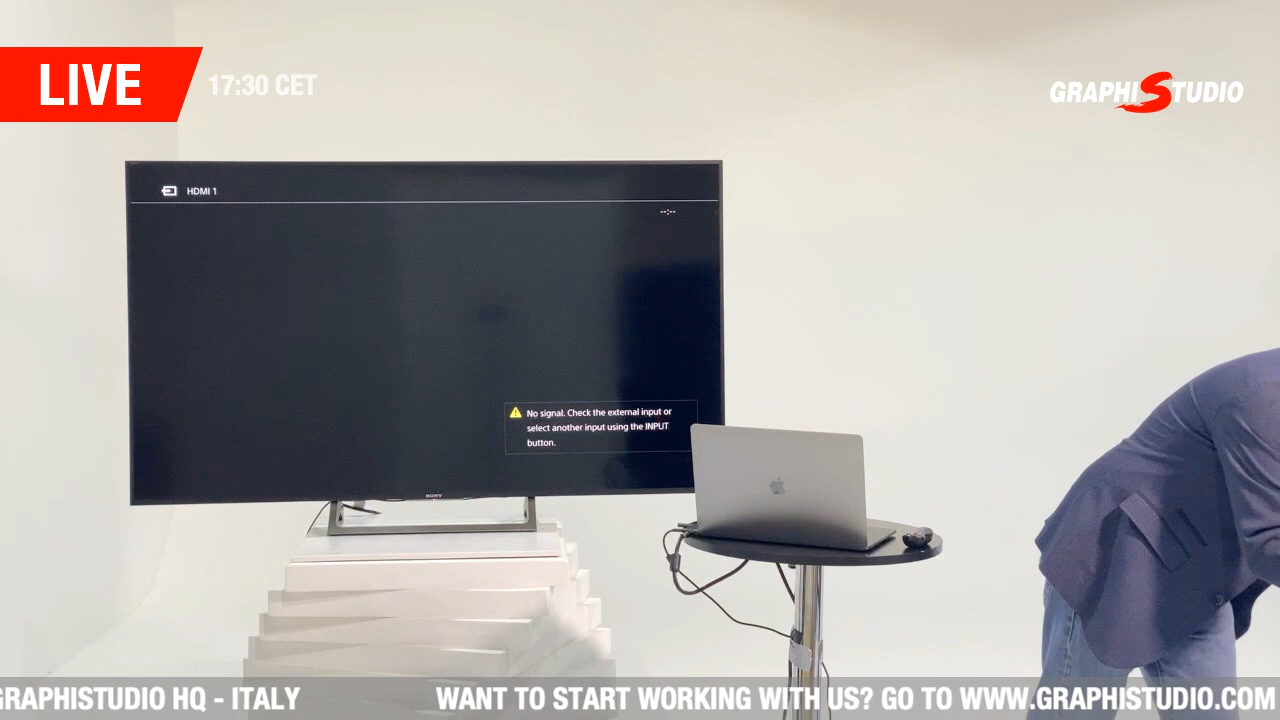 LIVE
17:30 CET
GRAPHISTUDIO
HDMI 1
--:--
No signal. Check the external input or
select another input using the INPUT
button.
SONY
GRAPHISTUDIO HQ - ITALY
WANT TO START WORKING WITH US? GO TO WWW.GRAPHISTUDIO.COM